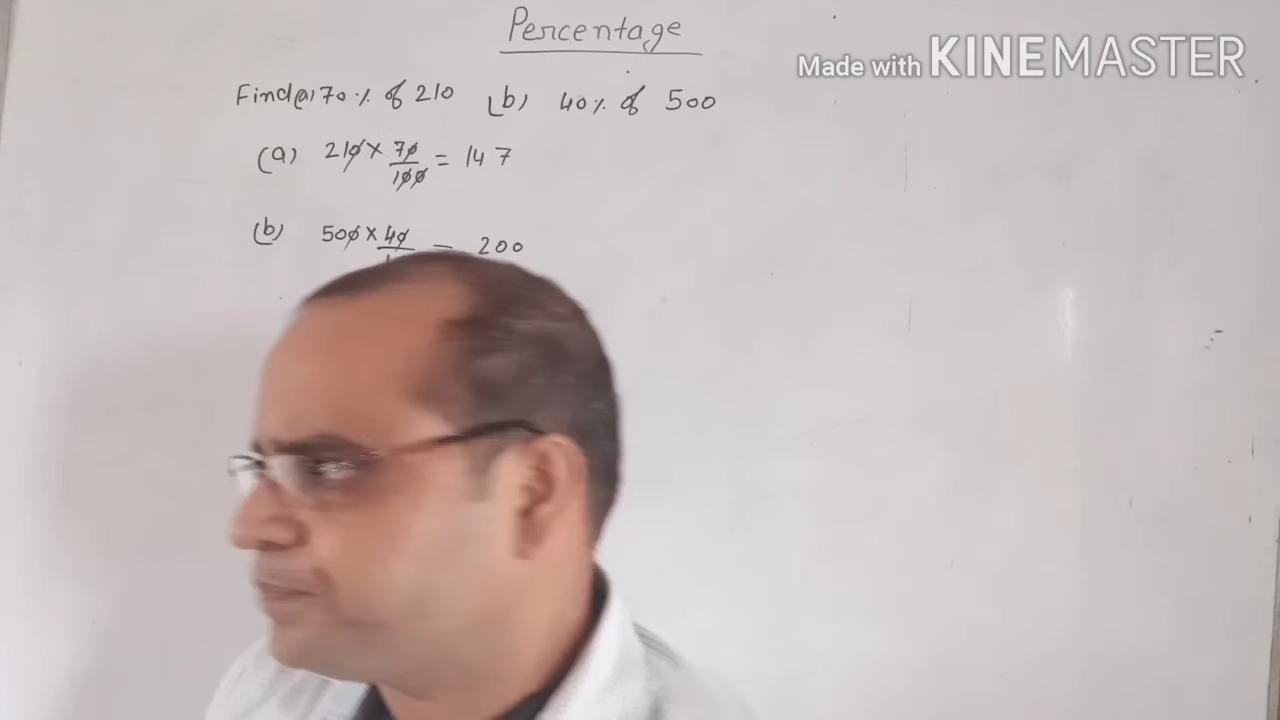 Percentage
Made with KINEMASTER
Find (a) 70% of 210 (b) 40% of 500
(a) 210 × 70/100 = 147
(b) 500 × 40/ = 200